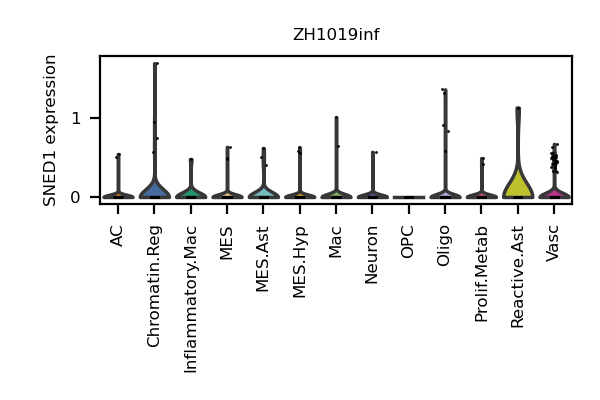 ZH1019inf
SNED1 expression
1
0
AC
Chromatin.Reg
Inflammatory.Mac
MES
MES.Ast
MES.Hyp
Mac
Neuron
OPC
Oligo
Prolif.Metab
Reactive.Ast
Vasc